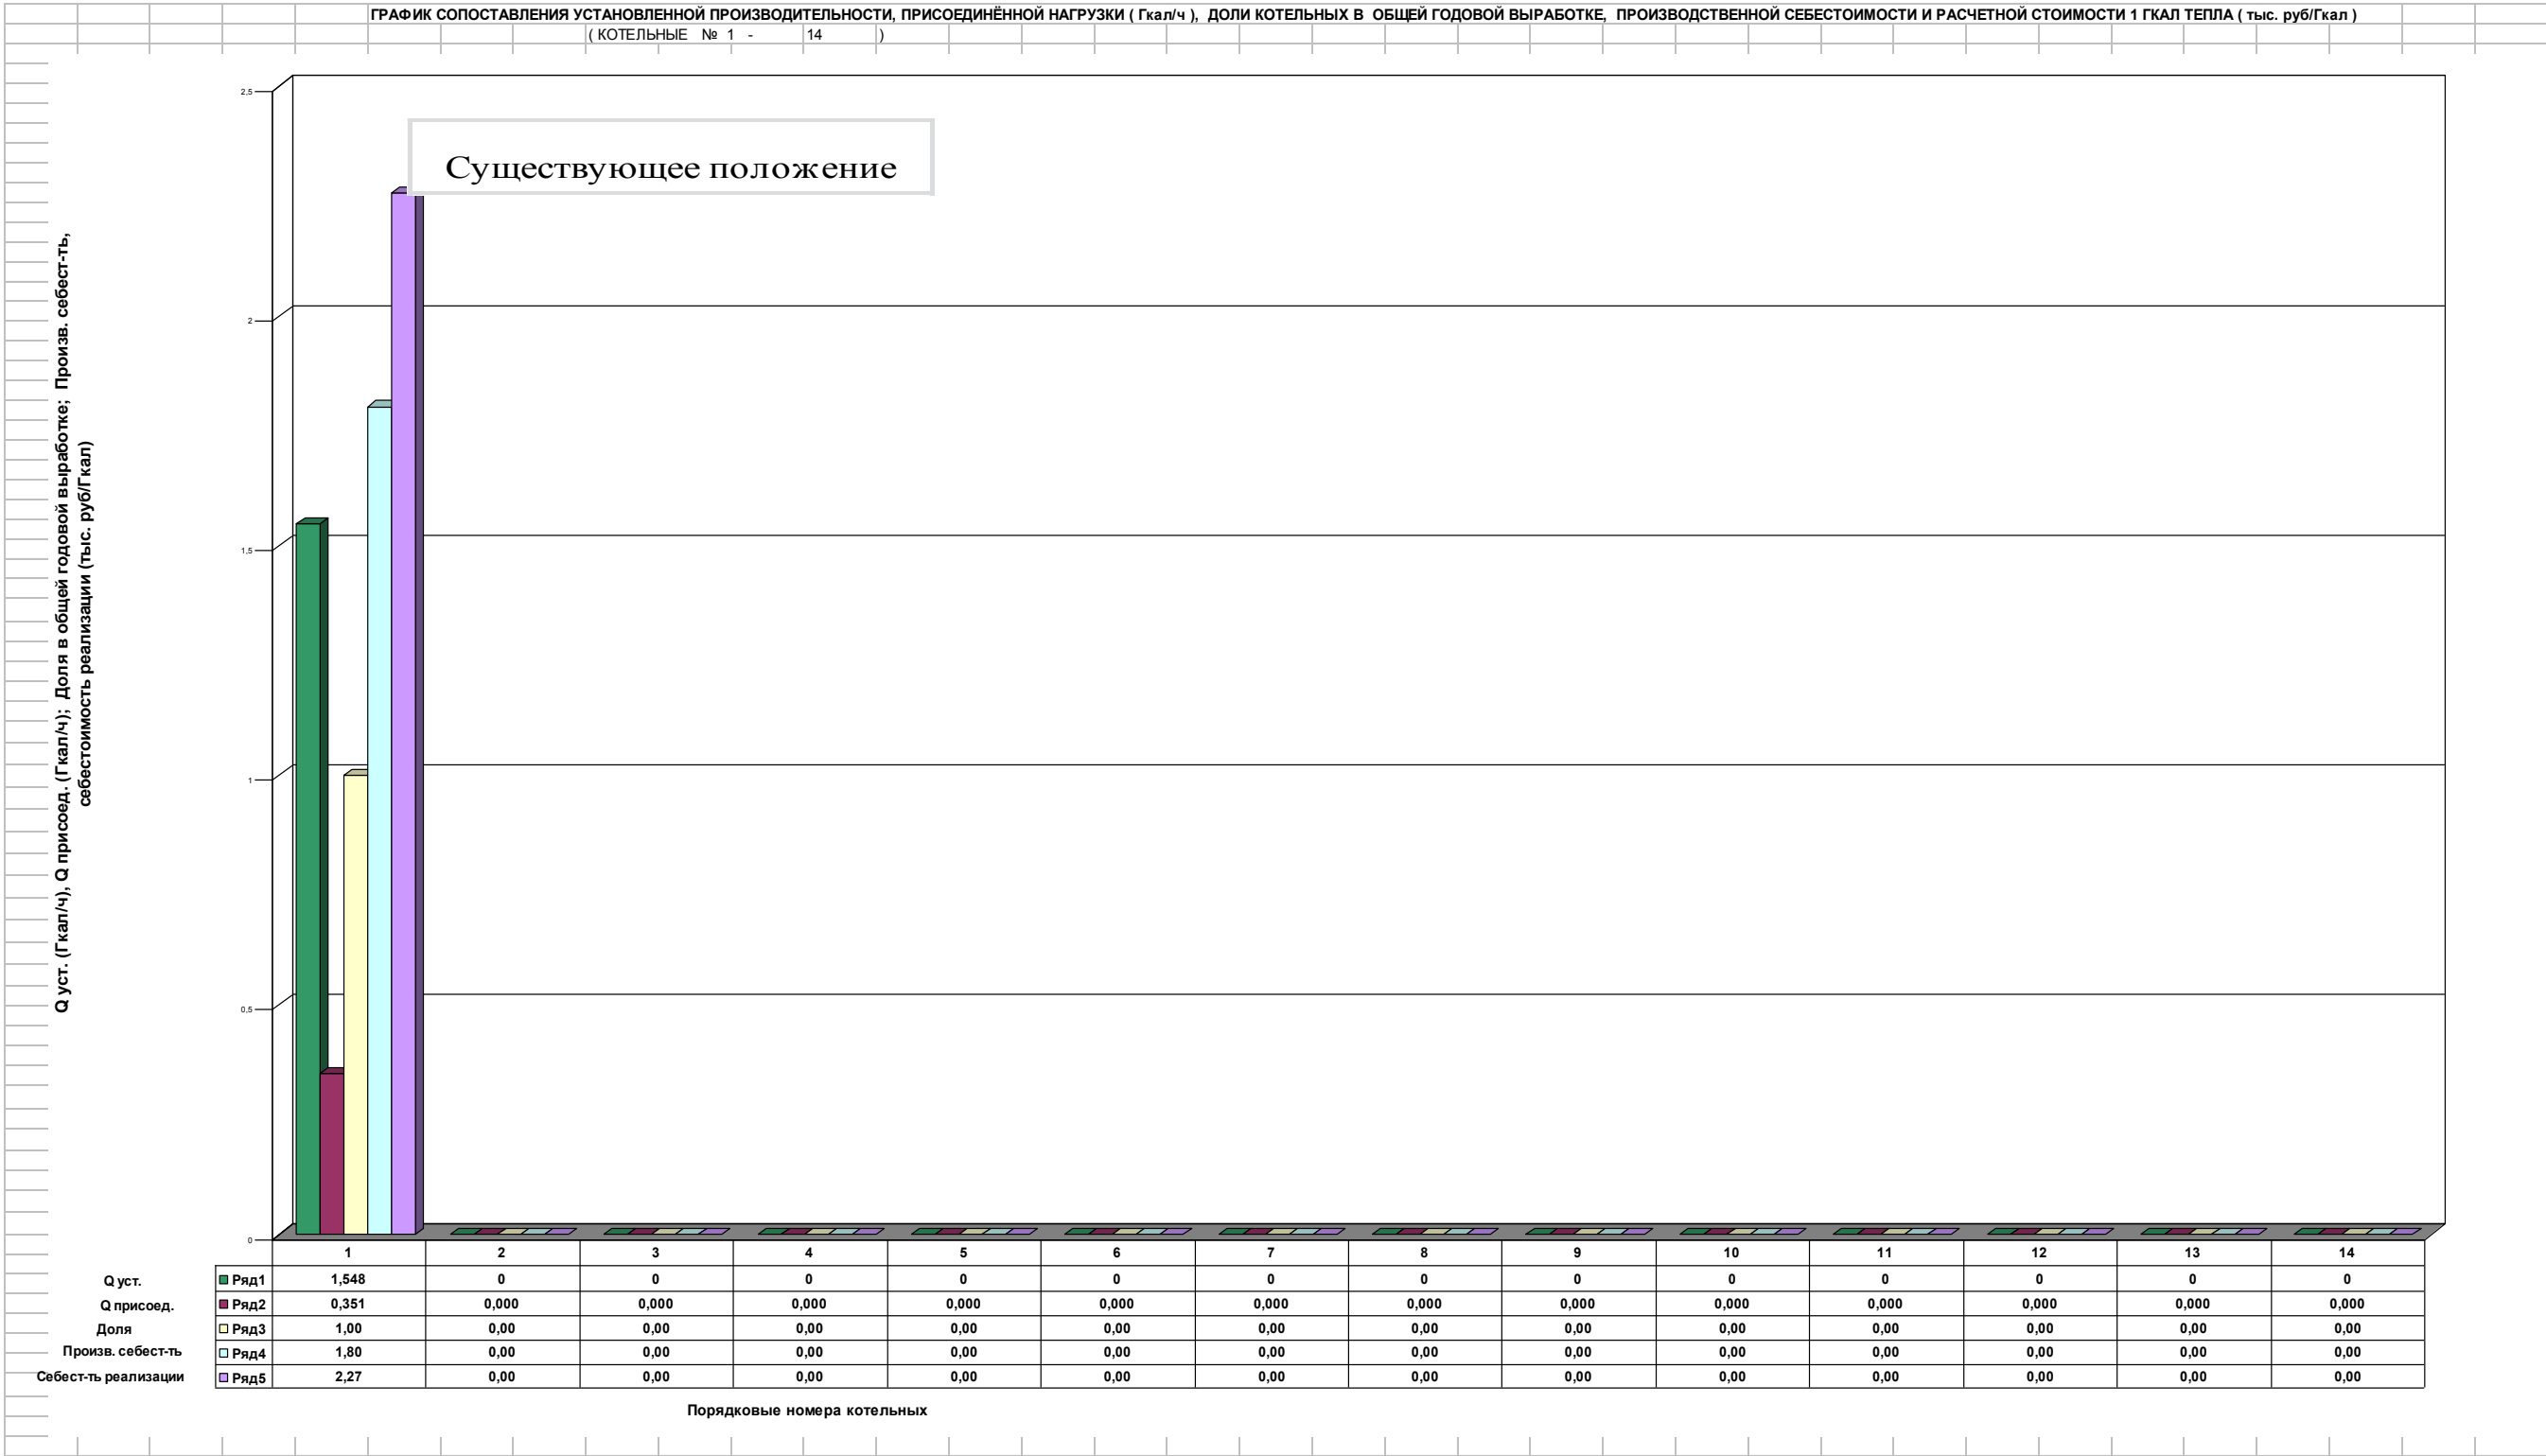 ГРАФИК СОПОСТАВЛЕНИЯ УСТАНОВЛЕННОЙ ПРОИЗВОДИТЕЛЬНОСТИ, ПРИСОЕДИНЁННОЙ НАГРУЗКИ ( Гкал/ч ), ДОЛИ КОТЕЛЬНЫХ В ОБЩЕЙ ГОДОВОЙ ВЫРАБОТКЕ, ПРОИЗВОДСТВЕННОЙ СЕБЕСТОИМОСТИ И РАСЧЕТНОЙ СТОИМОСТИ 1 ГКАЛ ТЕПЛА ( тыс. руб/Гкал )
( КОТЕЛЬНЫЕ № 1 - 14 )
Существующее положение
Q уст. (Гкал/ч), Q присоед. (Гкал/ч); Доля в общей годовой выработке; Произв. себест-ть,
себестоимость реализации (тыс. руб/Гкал)
2,5
2
1,5
1
0,5
0
1 2 3 4 5 6 7 8 9 10 11 12 13 14
Q уст. Ряд1 1,548 0 0 0 0 0 0 0 0 0 0 0 0 0
Q присоед. Ряд2 0,351 0,000 0,000 0,000 0,000 0,000 0,000 0,000 0,000 0,000 0,000 0,000 0,000 0,000
Доля Ряд3 1,00 0,00 0,00 0,00 0,00 0,00 0,00 0,00 0,00 0,00 0,00 0,00 0,00 0,00
Произв. себест-ть Ряд4 1,80 0,00 0,00 0,00 0,00 0,00 0,00 0,00 0,00 0,00 0,00 0,00 0,00 0,00
Себест-ть реализации Ряд5 2,27 0,00 0,00 0,00 0,00 0,00 0,00 0,00 0,00 0,00 0,00 0,00 0,00 0,00
Порядковые номера котельных